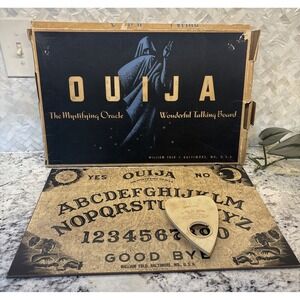 OUIJA
The Mystifying Oracle Wonderful Talking Board
WILLIAM FULD • BALTIMORE, MD., U.S.A.
OUIJA
YES NO
ABCDEFGHIJKLM
NOPQRSTUVWXYZ
1234567890
GOOD BYE
WILLIAM FULD, BALTIMORE, MD., U.S.A.